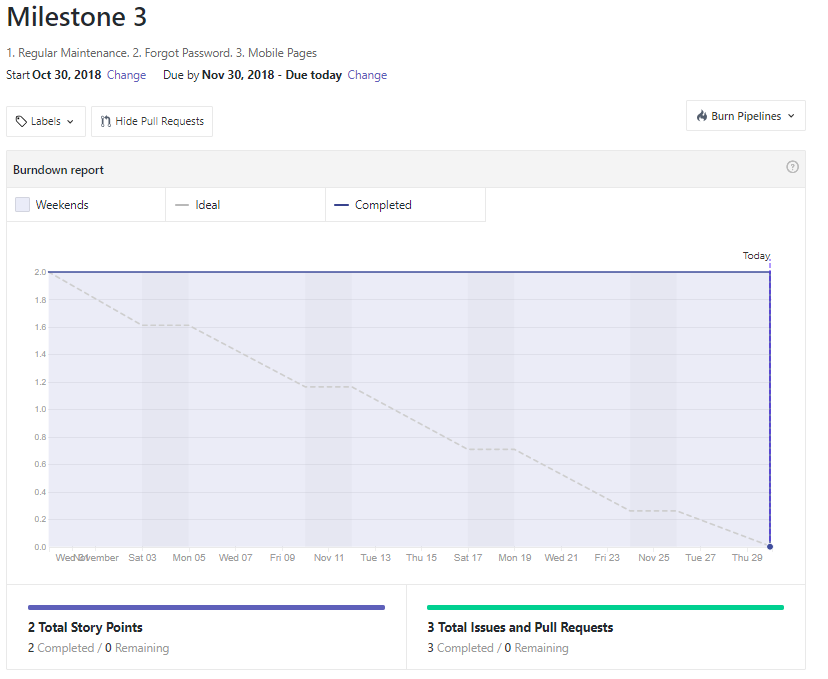 Milestone 3
1. Regular Maintenance. 2. Forgot Password. 3. Mobile Pages
Start Oct 30, 2018 Change Due by Nov 30, 2018 - Due today Change
Labels Hide Pull Requests Burn Pipelines
Burndown report ?
Weekends Ideal Completed
Today
2.0
1.8
1.6
1.4
1.2
1.0
0.8
0.6
0.4
0.2
0.0
Wed 31 November Sat 03 Mon 05 Wed 07 Fri 09 Nov 11 Tue 13 Thu 15 Sat 17 Mon 19 Wed 21 Fri 23 Nov 25 Tue 27 Thu 29
2 Total Story Points
2 Completed / 0 Remaining
3 Total Issues and Pull Requests
3 Completed / 0 Remaining